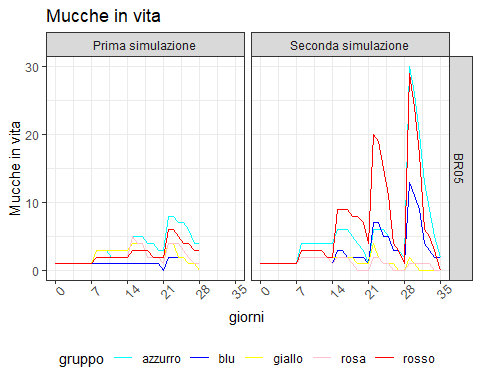 Mucche in vita
Prima simulazione
Seconda simulazione
Mucche in vita
30
20
10
0
BR05
0 7 14 21 28 35
0 7 14 21 28 35
giorni
gruppo azzurro blu giallo rosa rosso